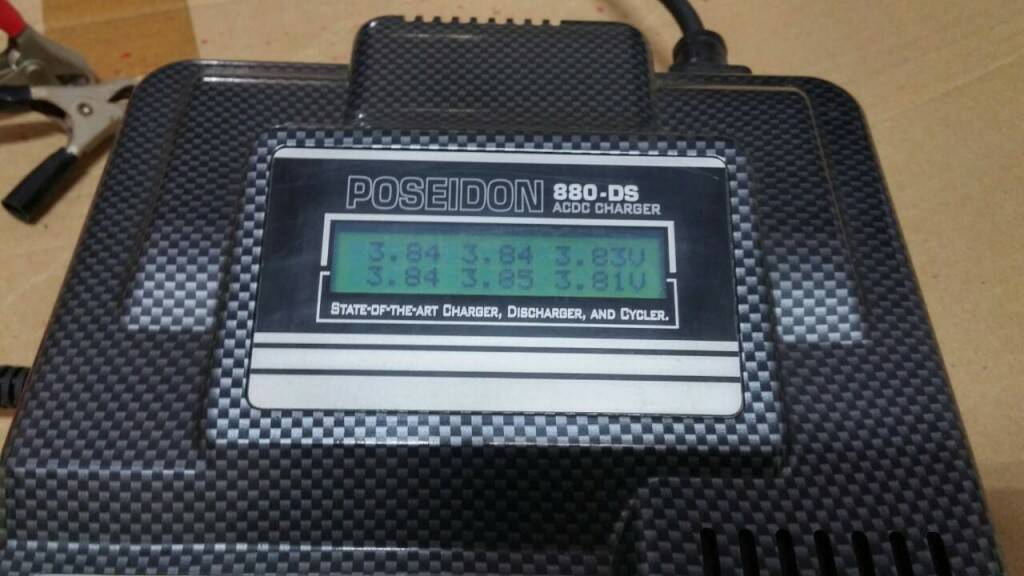 POSEIDON 880-DS
ACDC CHARGER
3.84 3.84 3.83V
3.84 3.85 3.81V
STATE-OF-THE-ART CHARGER, DISCHARGER, AND CYCLER.